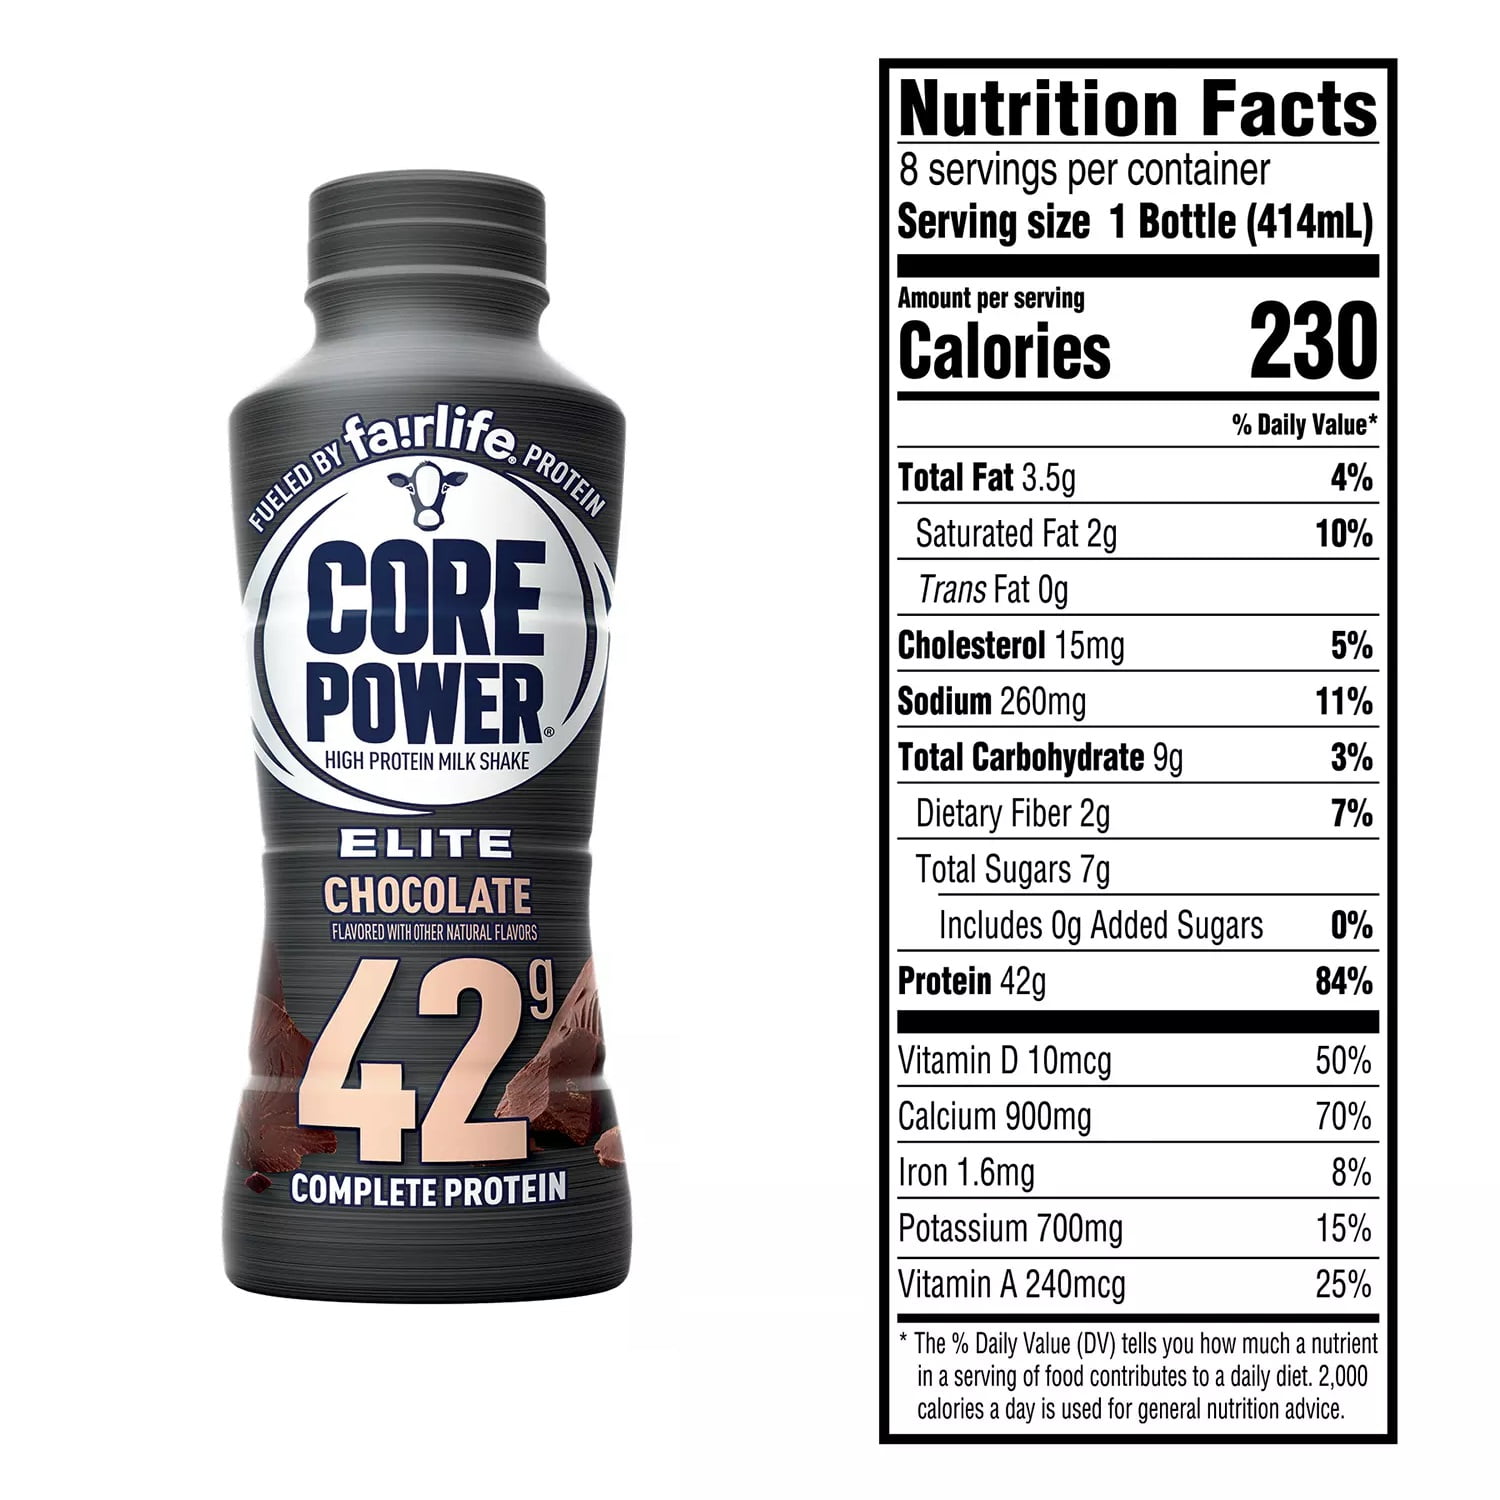 FUELED BY fa!rlife® PROTEIN
CORE
POWER®
HIGH PROTEIN MILK SHAKE
ELITE
CHOCOLATE
FLAVORED WITH OTHER NATURAL FLAVORS
42g
COMPLETE PROTEIN
Nutrition Facts
8 servings per container
Serving size 1 Bottle (414mL)
Amount per serving
Calories 230
% Daily Value*
Total Fat 3.5g 4%
Saturated Fat 2g 10%
Trans Fat 0g
Cholesterol 15mg 5%
Sodium 260mg 11%
Total Carbohydrate 9g 3%
Dietary Fiber 2g 7%
Total Sugars 7g
Includes 0g Added Sugars 0%
Protein 42g 84%
Vitamin D 10mcg 50%
Calcium 900mg 70%
Iron 1.6mg 8%
Potassium 700mg 15%
Vitamin A 240mcg 25%
* The % Daily Value (DV) tells you how much a nutrient
in a serving of food contributes to a daily diet. 2,000
calories a day is used for general nutrition advice.